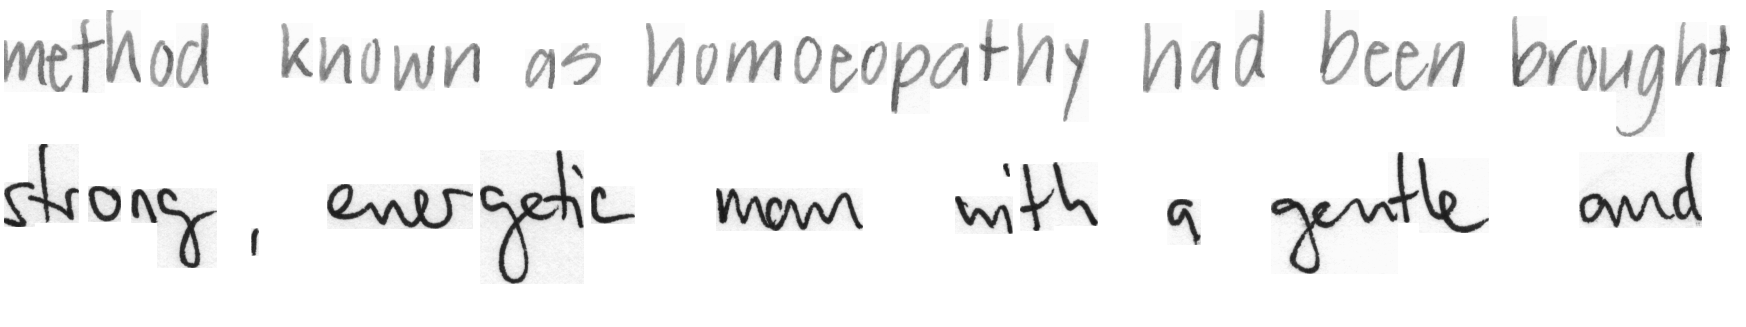 method known as homoeopathy had been brought
strong, energetic man with a gentle and